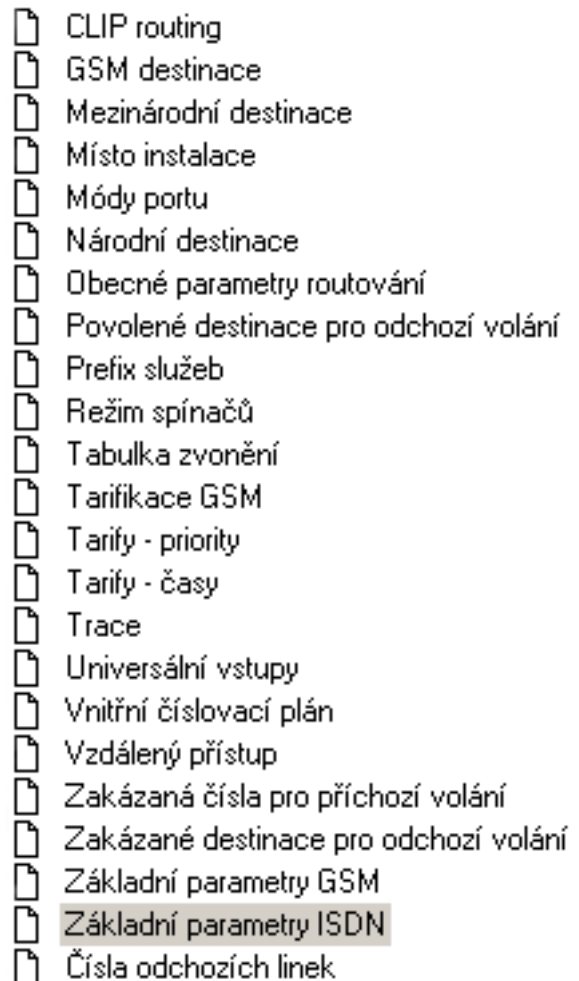 CLIP routing
GSM destinace
Mezinárodní destinace
Místo instalace
Módy portu
Národní destinace
Obecné parametry routování
Povolené destinace pro odchozí volání
Prefix služeb
Režim spínačů
Tabulka zvonění
Tarifikace GSM
Tarify - priority
Tarify - časy
Trace
Universální vstupy
Vnitřní číslovací plán
Vzdálený přístup
Zakázaná čísla pro příchozí volání
Zakázané destinace pro odchozí volání
Základní parametry GSM
Základní parametry ISDN
Čísla odchozích linek